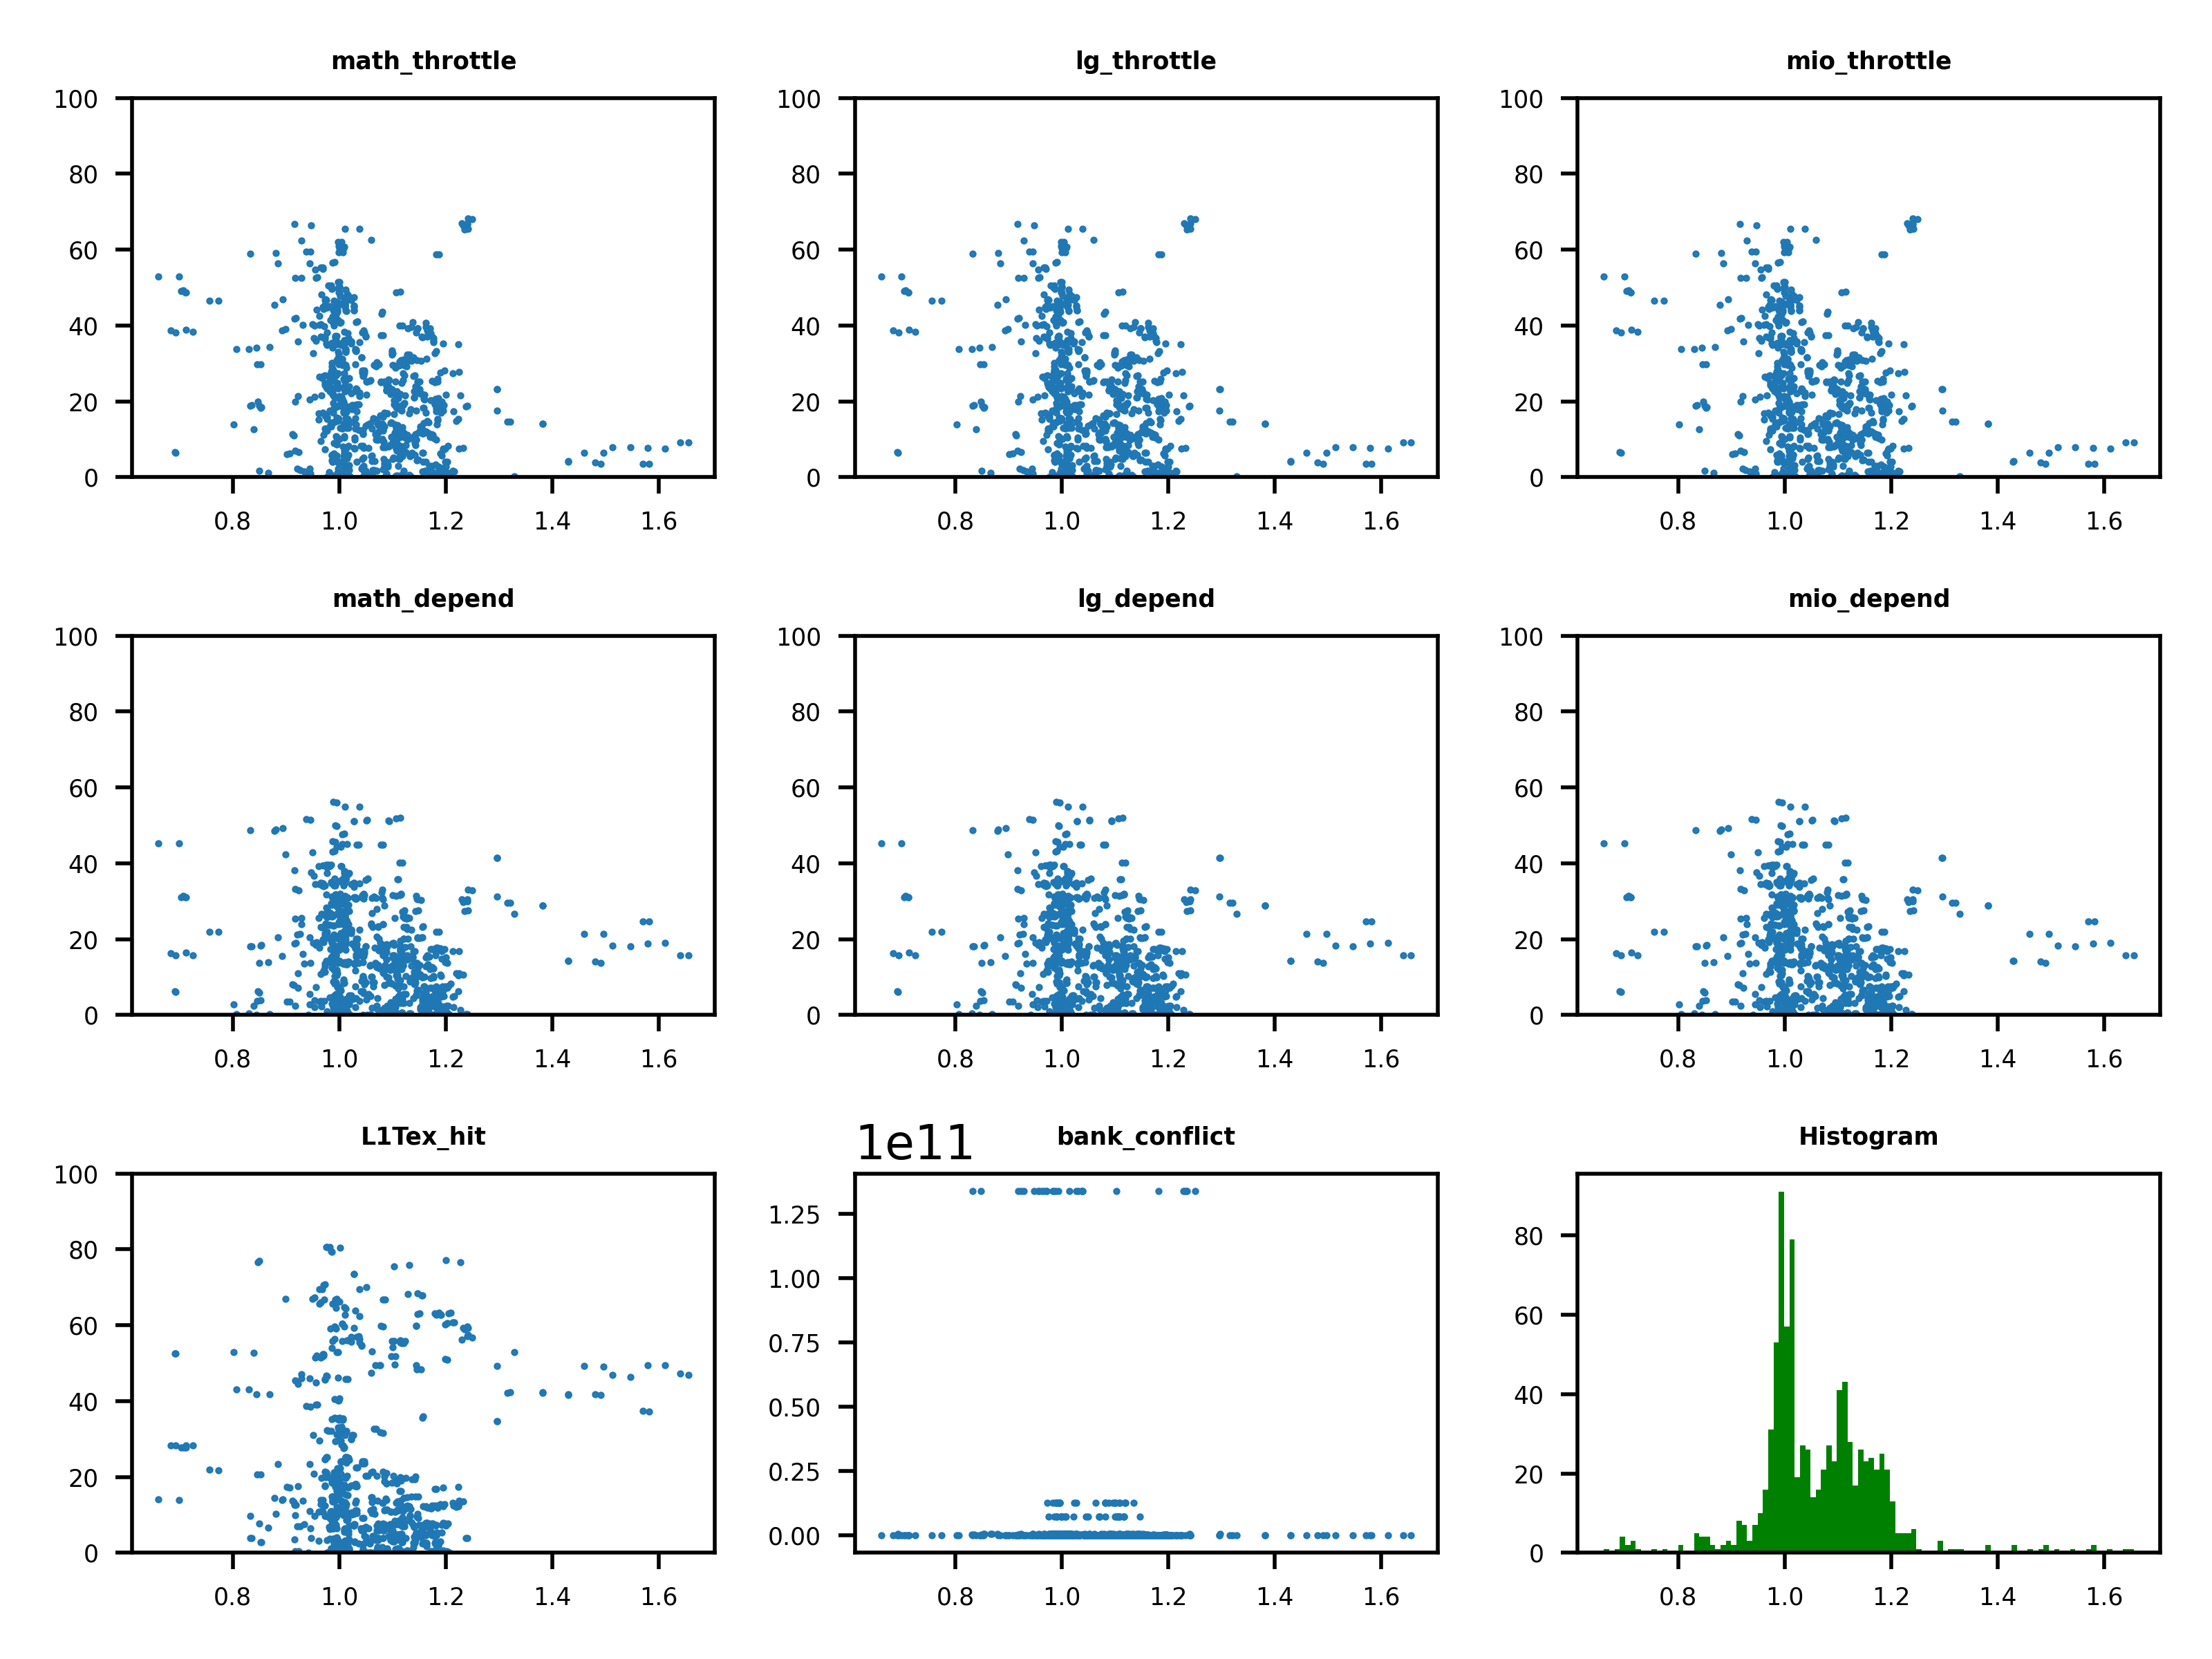 math_throttle lg_throttle mio_throttle
100 100 100
80 80 80
60 60 60
40 40 40
20 20 20
0 0 0
0.8 1.0 1.2 1.4 1.6 0.8 1.0 1.2 1.4 1.6 0.8 1.0 1.2 1.4 1.6
math_depend lg_depend mio_depend
100 100 100
80 80 80
60 60 60
40 40 40
20 20 20
0 0 0
0.8 1.0 1.2 1.4 1.6 0.8 1.0 1.2 1.4 1.6 0.8 1.0 1.2 1.4 1.6
L1Tex_hit 1e11 bank_conflict Histogram
100
80 1.25 80
1.00
60 0.75 60
40 0.50 40
20 0.25 20
0 0.00 0
0.8 1.0 1.2 1.4 1.6 0.8 1.0 1.2 1.4 1.6 0.8 1.0 1.2 1.4 1.6